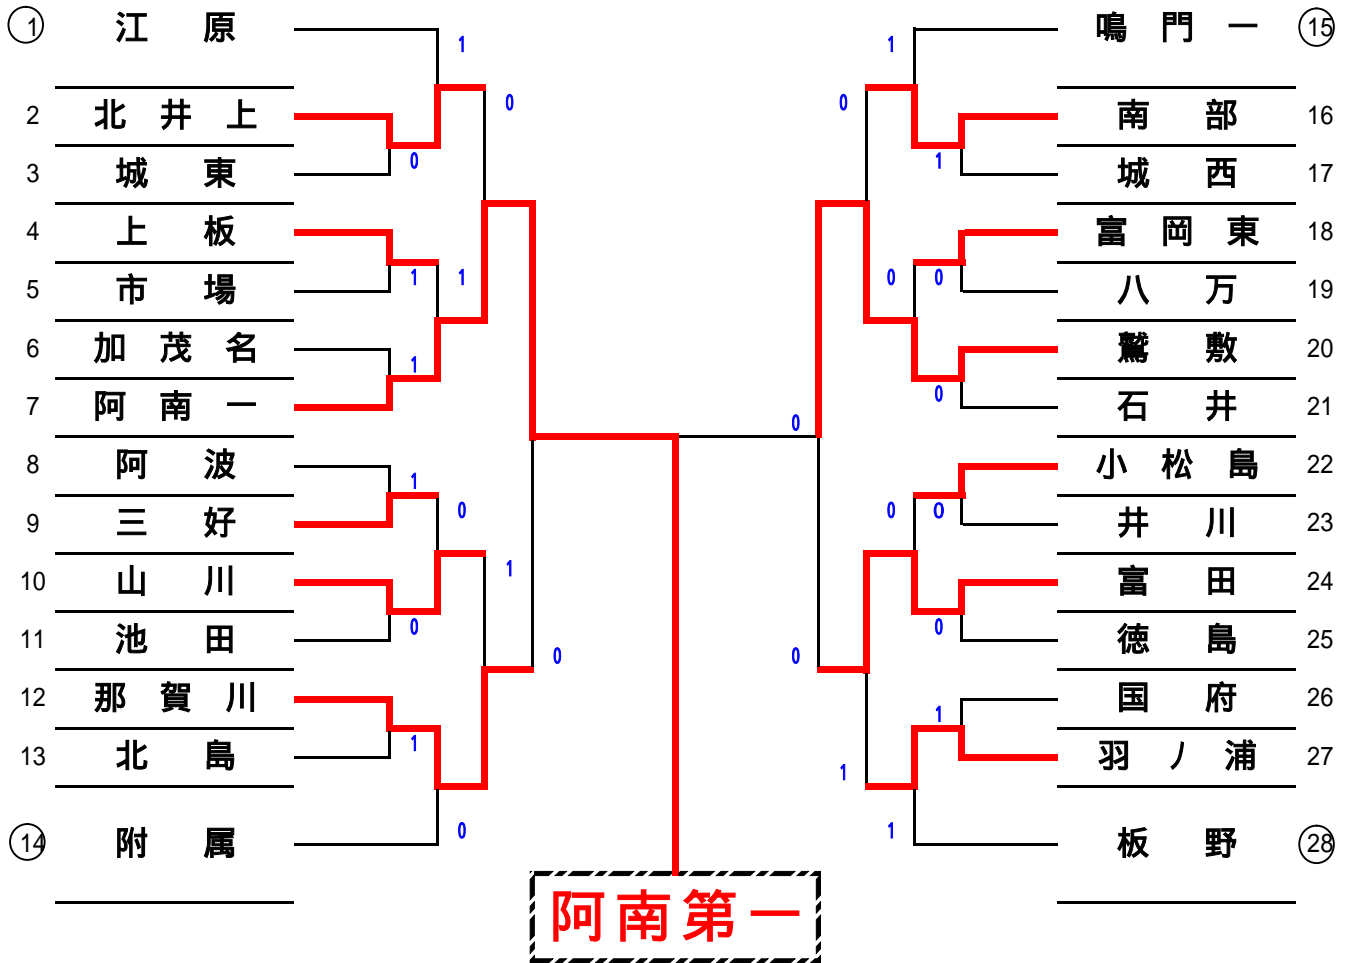 1 江原
2 北井上
3 城東
4 上板
5 市場
6 加茂名
7 阿南一
8 阿波
9 三好
10 山川
11 池田
12 那賀川
13 北島
14 附属
1
0
0
1
1
1
1
0
1
0
0
1
0
1
0
1
0
0
0
0
0
0
0
0
1
1
1
鳴門一 15
南部 16
城西 17
富岡東 18
八万 19
鷲敷 20
石井 21
小松島 22
井川 23
富田 24
徳島 25
国府 26
羽ノ浦 27
板野 28
阿南第一